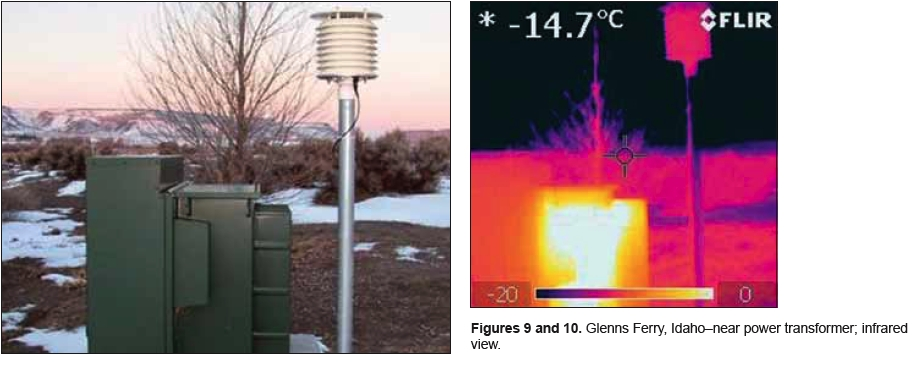 * -14.7°C
FLIR
-20
0
Figures 9 and 10. Glenns Ferry, Idaho–near power transformer; infrared
view.